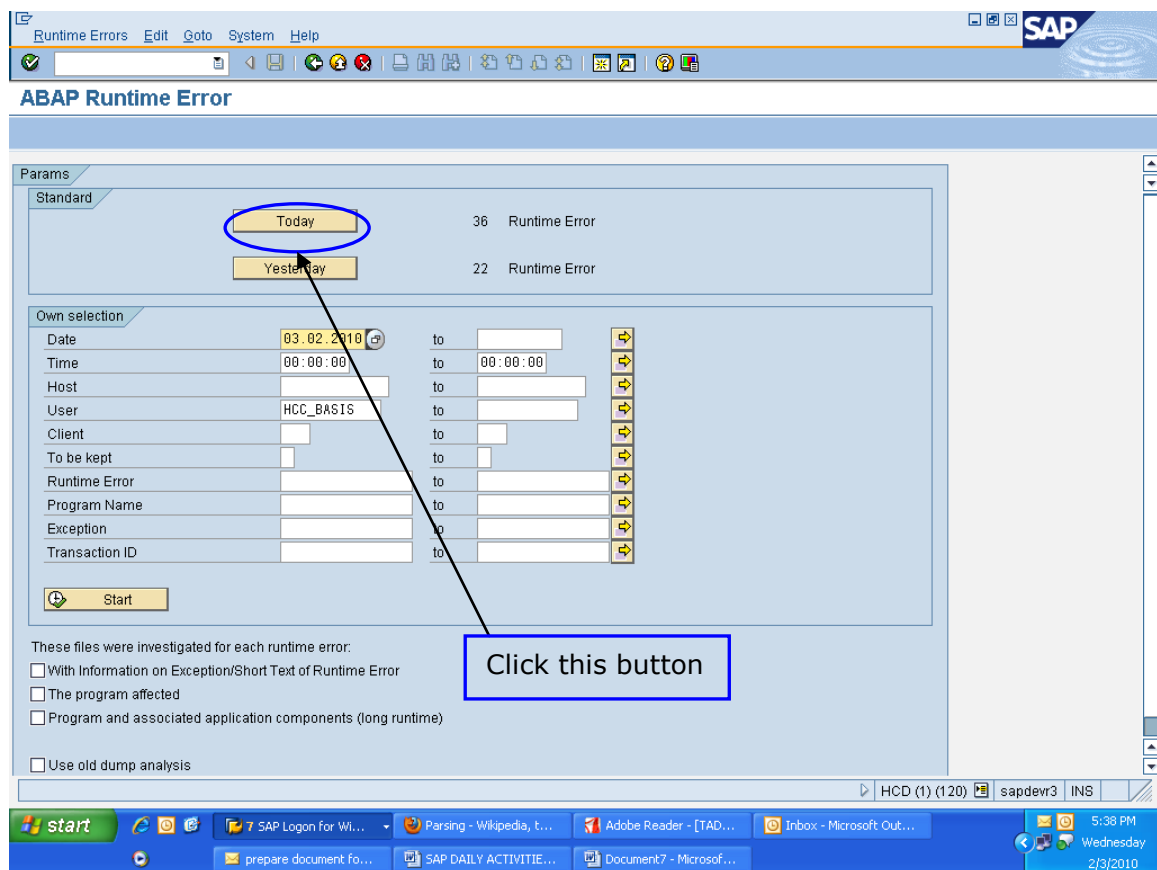 Runtime Errors Edit Goto System Help
SAP
ABAP Runtime Error
Params
Standard
Today 36 Runtime Error
Yesterday 22 Runtime Error
Own selection
Date 03.02.2010 to
Time 00:00:00 to 00:00:00
Host to
User HCC_BASIS to
Client to
To be kept to
Runtime Error to
Program Name to
Exception to
Transaction ID to
Start
Click this button
These files were investigated for each runtime error:
With Information on Exception/Short Text of Runtime Error
The program affected
Program and associated application components (long runtime)
Use old dump analysis
HCD (1) (120) sapdevr3 INS
start 7 SAP Logon for Wi... Parsing - Wikipedia, t... Adobe Reader - [TAD... Inbox - Microsoft Out... 5:38 PM
Wednesday
prepare document fo... SAP DAILY ACTIVITIE... Document7 - Microsof... 2/3/2010